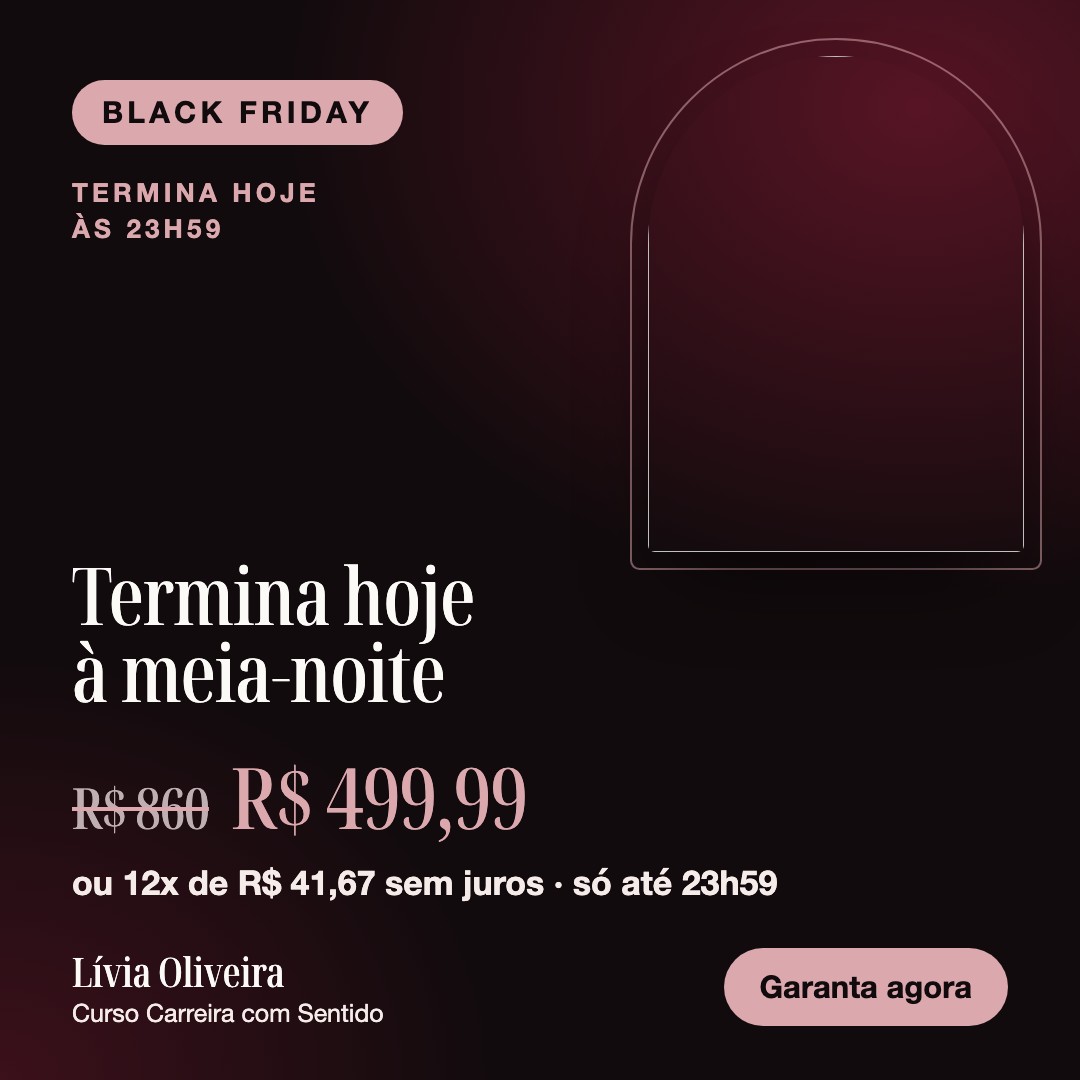 BLACK FRIDAY
TERMINA HOJE
ÀS 23H59
Termina hoje
à meia-noite
R$ 860 R$ 499,99
ou 12x de R$ 41,67 sem juros · só até 23h59
Lívia Oliveira
Curso Carreira com Sentido
Garanta agora